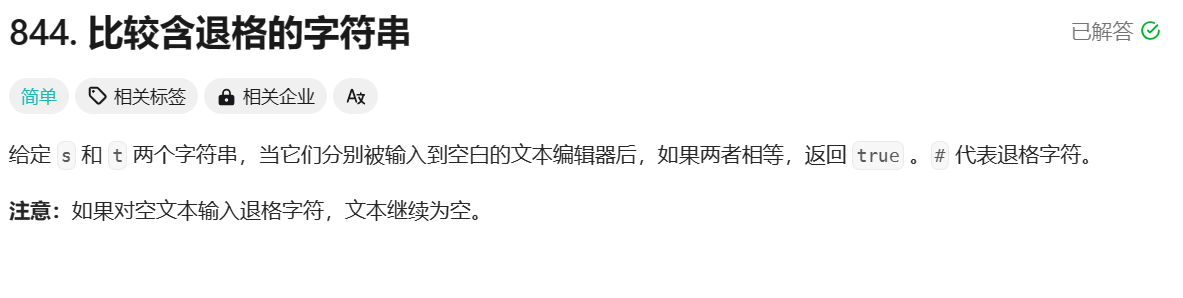 844. 比较含退格的字符串
已解答
简单 相关标签 相关企业 A文
给定 s 和 t 两个字符串，当它们分别被输入到空白的文本编辑器后，如果两者相等，返回 true 。# 代表退格字符。
注意：如果对空文本输入退格字符，文本继续为空。